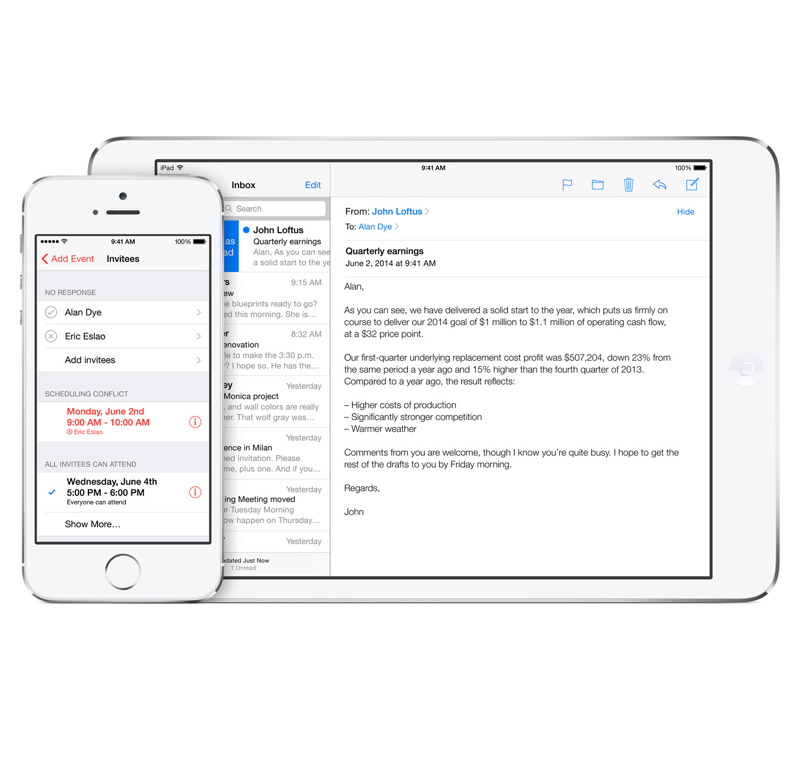 9:41 AM
100%
Add Event
Invitees
NO RESPONSE
Alan Dye
Eric Eslao
Add invitees
SCHEDULING CONFLICT
Monday, June 2nd
9:00 AM - 10:00 AM
Eric Eslao
ALL INVITEES CAN ATTEND
Wednesday, June 4th
5:00 PM - 6:00 PM
Everyone can attend
Show More...
iPad
9:41 AM
100%
Inbox
Edit
Search
as
John Loftus
Quarterly earnings
Alan, As you can see
a solid start to the
9:15 AM
blueprints ready to go?
this morning. She is...
8:32 AM
to make the 3:30 p.m.
? I hope so. He has the...
Yesterday
Monica project
and wall colors are really
That wolf gray was...
Yesterday
in Milan
invitation. Please
plus one. And if you...
Yesterday
Meeting moved
Tuesday Morning
happen on Thursday...
Yesterday
Just Now
1 Unread
From: John Loftus
Hide
To: Alan Dye
Quarterly earnings
June 2, 2014 at 9:41 AM
Alan,
As you can see, we have delivered a solid start to the year, which puts us firmly on
course to deliver our 2014 goal of $1 million to $1.1 million of operating cash flow,
at a $32 price point.
Our first-quarter underlying replacement cost profit was $507,204, down 23% from
the same period a year ago and 15% higher than the fourth quarter of 2013.
Compared to a year ago, the result reflects:
– Higher costs of production
– Significantly stronger competition
– Warmer weather
Comments from you are welcome, though I know you're quite busy. I hope to get the
rest of the drafts to you by Friday morning.
Regards,
John